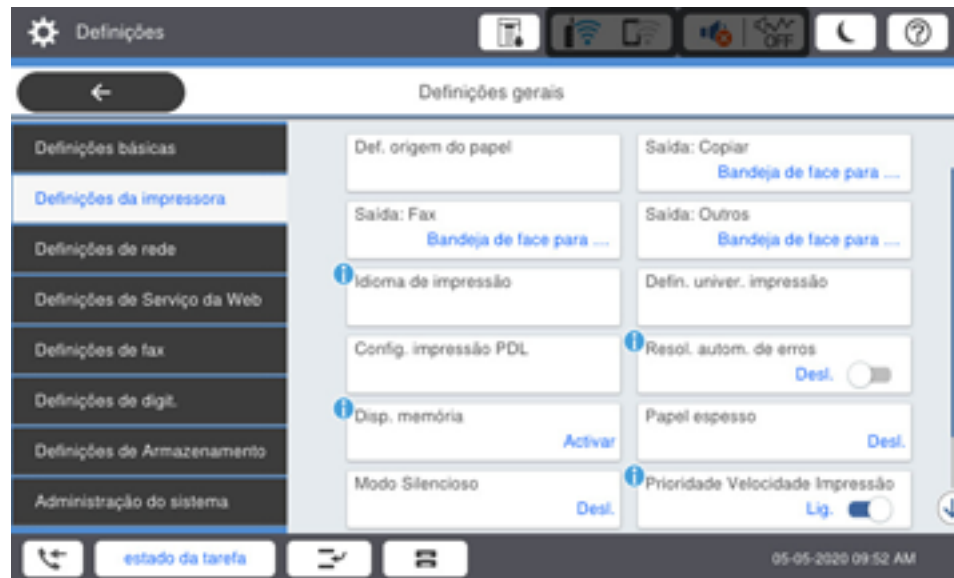 Definições
OFF
Definições gerais
Definições básicas
Definições da impressora
Definições de rede
Definições de Serviço da Web
Definições de fax
Definições de digit.
Definições de Armazenamento
Administração do sistema
Def. origem do papel
Saída: Copiar
Bandeja de face para ....
Saída: Fax
Bandeja de face para ....
Saída: Outros
Bandeja de face para ....
Idioma de impressão
Defin. univer. impressão
Config. impressão PDL
Resol. autom. de erros
Desl.
Disp. memória
Activar
Papel espesso
Desl.
Modo Silencioso
Desl.
Prioridade Velocidade Impressão
Lig.
estado da tarefa
05-05-2020 09:52 AM